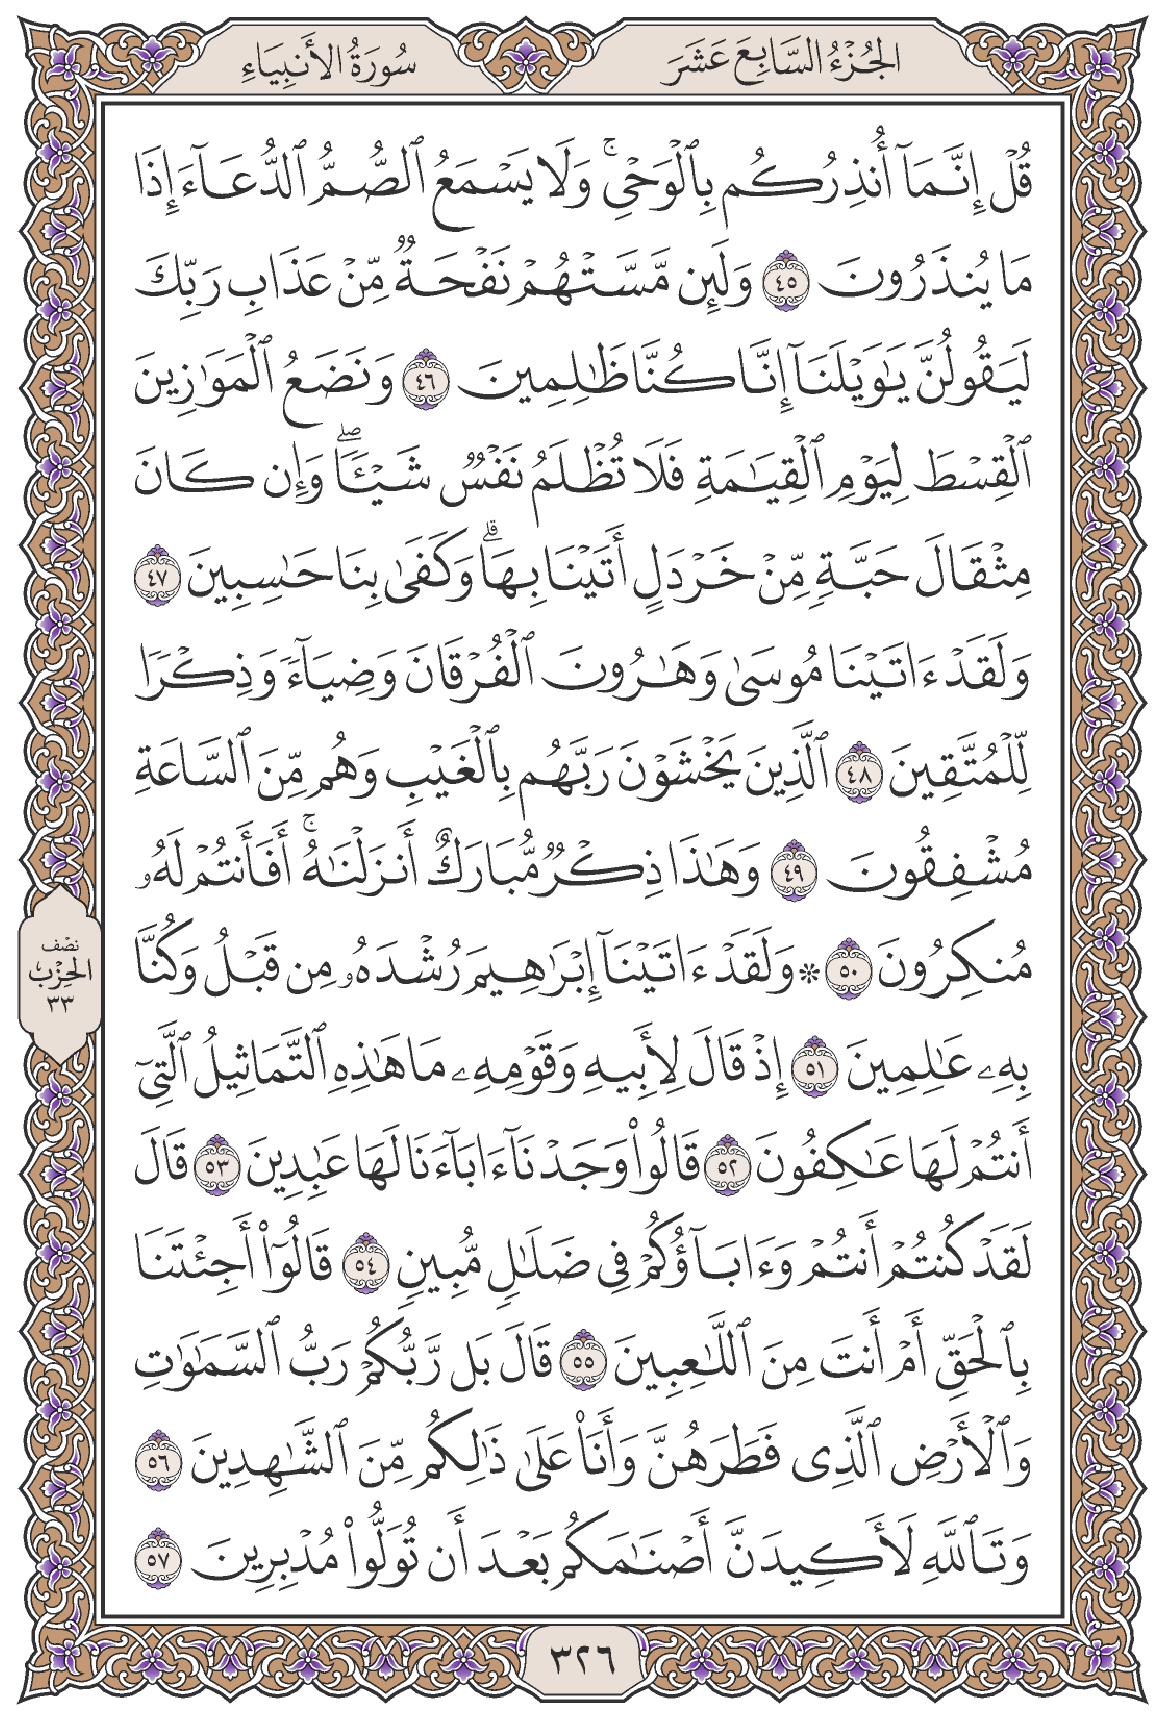 الجُزْءُ السَّابِعَ عَشَرَ
سُورَةُ الأَنبِيَاءِ
قُلْ إِنَّمَآ أُنذِرُكُم بِٱلْوَحْىِۚ وَلَا يَسْمَعُ ٱلصُّمُّ ٱلدُّعَآءَ إِذَا
مَا يُنذَرُونَ ٤٥ وَلَئِن مَّسَّتْهُمْ نَفْحَةٌ مِّنْ عَذَابِ رَبِّكَ
لَيَقُولُنَّ يَٰوَيْلَنَآ إِنَّا كُنَّا ظَٰلِمِينَ ٤٦ وَنَضَعُ ٱلْمَوَٰزِينَ
ٱلْقِسْطَ لِيَوْمِ ٱلْقِيَٰمَةِ فَلَا تُظْلَمُ نَفْسٌ شَيْـًٔاۖ وَإِن كَانَ
مِثْقَالَ حَبَّةٍ مِّنْ خَرْدَلٍ أَتَيْنَا بِهَاۗ وَكَفَىٰ بِنَا حَٰسِبِينَ ٤٧
وَلَقَدْ ءَاتَيْنَا مُوسَىٰ وَهَٰرُونَ ٱلْفُرْقَانَ وَضِيَآءً وَذِكْرًا
لِّلْمُتَّقِينَ ٤٨ ٱلَّذِينَ يَخْشَوْنَ رَبَّهُم بِٱلْغَيْبِ وَهُم مِّنَ ٱلسَّاعَةِ
مُشْفِقُونَ ٤٩ وَهَٰذَا ذِكْرٌ مُّبَارَكٌ أَنزَلْنَٰهُۚ أَفَأَنتُمْ لَهُۥ
مُنكِرُونَ ٥٠ ۞ وَلَقَدْ ءَاتَيْنَآ إِبْرَٰهِيمَ رُشْدَهُۥ مِن قَبْلُ وَكُنَّا
بِهِۦ عَٰلِمِينَ ٥١ إِذْ قَالَ لِأَبِيهِ وَقَوْمِهِۦ مَا هَٰذِهِ ٱلتَّمَاثِيلُ ٱلَّتِىٓ
أَنتُمْ لَهَا عَٰكِفُونَ ٥٢ قَالُوا۟ وَجَدْنَآ ءَابَآءَنَا لَهَا عَٰبِدِينَ ٥٣ قَالَ
لَقَدْ كُنتُمْ أَنتُمْ وَءَابَآؤُكُمْ فِى ضَلَٰلٍ مُّبِينٍ ٥٤ قَالُوٓا۟ أَجِئْتَنَا
بِٱلْحَقِّ أَمْ أَنتَ مِنَ ٱللَّٰعِبِينَ ٥٥ قَالَ بَل رَّبُّكُمْ رَبُّ ٱلسَّمَٰوَٰتِ
وَٱلْأَرْضِ ٱلَّذِى فَطَرَهُنَّ وَأَنَا۠ عَلَىٰ ذَٰلِكُم مِّنَ ٱلشَّٰهِدِينَ ٥٦
وَتَٱللَّهِ لَأَكِيدَنَّ أَصْنَٰمَكُم بَعْدَ أَن تُوَلُّوا۟ مُدْبِرِينَ ٥٧
نصْف
الحِزْب
٣٣
٣٢٦